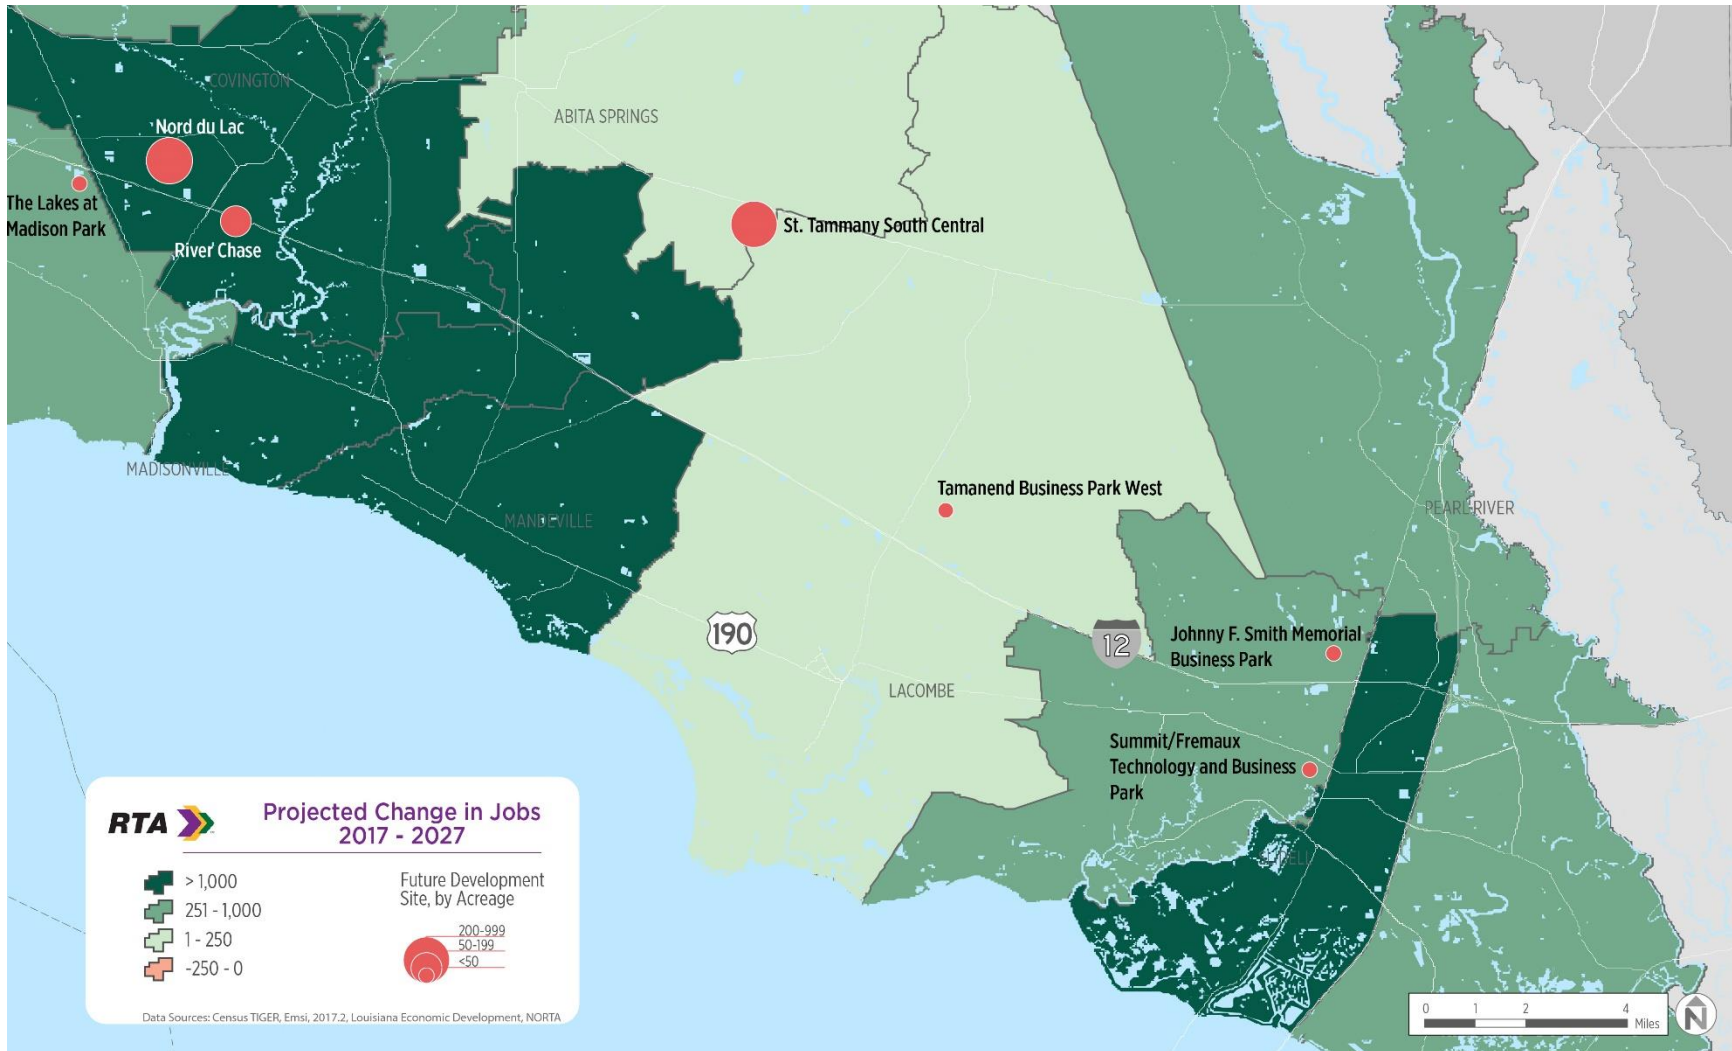 COVINGTON
Nord du Lac
The Lakes at
Madison Park
River Chase
ABITA SPRINGS
St. Tammany South Central
MADISONVILLE
MANDEVILLE
Tamanend Business Park West
PEARL RIVER
190
12
Johnny F. Smith Memorial
Business Park
LACOMBE
Summit/Fremaux
Technology and Business
Park
SLIDELL
RTA
Projected Change in Jobs
2017 - 2027
> 1,000
251 - 1,000
1 - 250
-250 - 0
Future Development
Site, by Acreage
200-999
50-199
<50
Data Sources: Census TIGER, Emsi, 2017.2, Louisiana Economic Development, NORTA
0 1 2 4
Miles
N